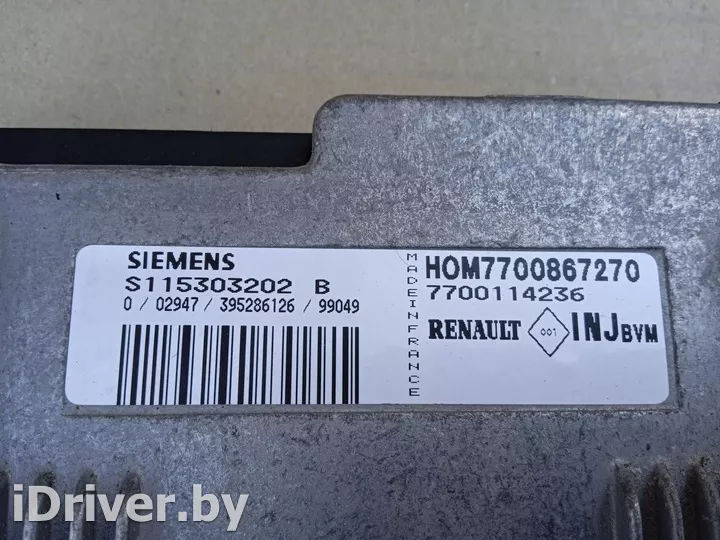 SIEMENS
S115303202 B
0 / 02947 / 395286126 / 99049
MADE IN FRANCE
HOM7700867270
7700114236
RENAULT 001 INJ BVM
iDriver.by